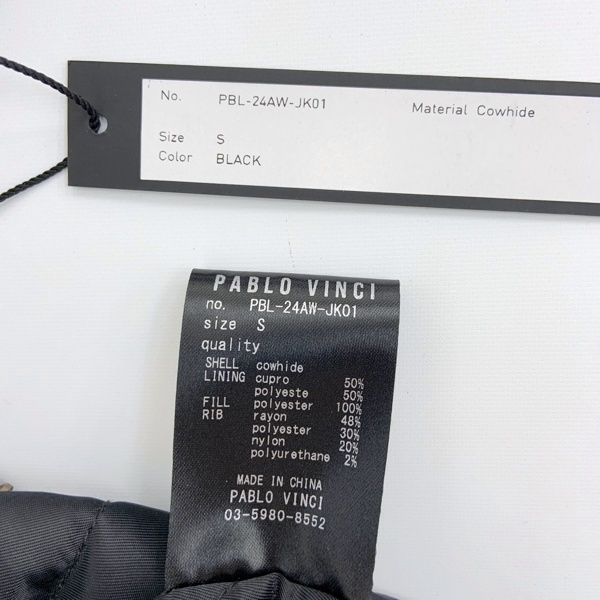 No. PBL-24AW-JK01 Material Cowhide
Size S
Color BLACK
PABLO VINCI
no. PBL-24AW-JK01
size S
quality
SHELL cowhide
LINING cupro 50%
polyeste 50%
FILL polyester 100%
RIB rayon 48%
polyester 30%
nylon 20%
polyurethane 2%
MADE IN CHINA
PABLO VINCI
03-5980-8552